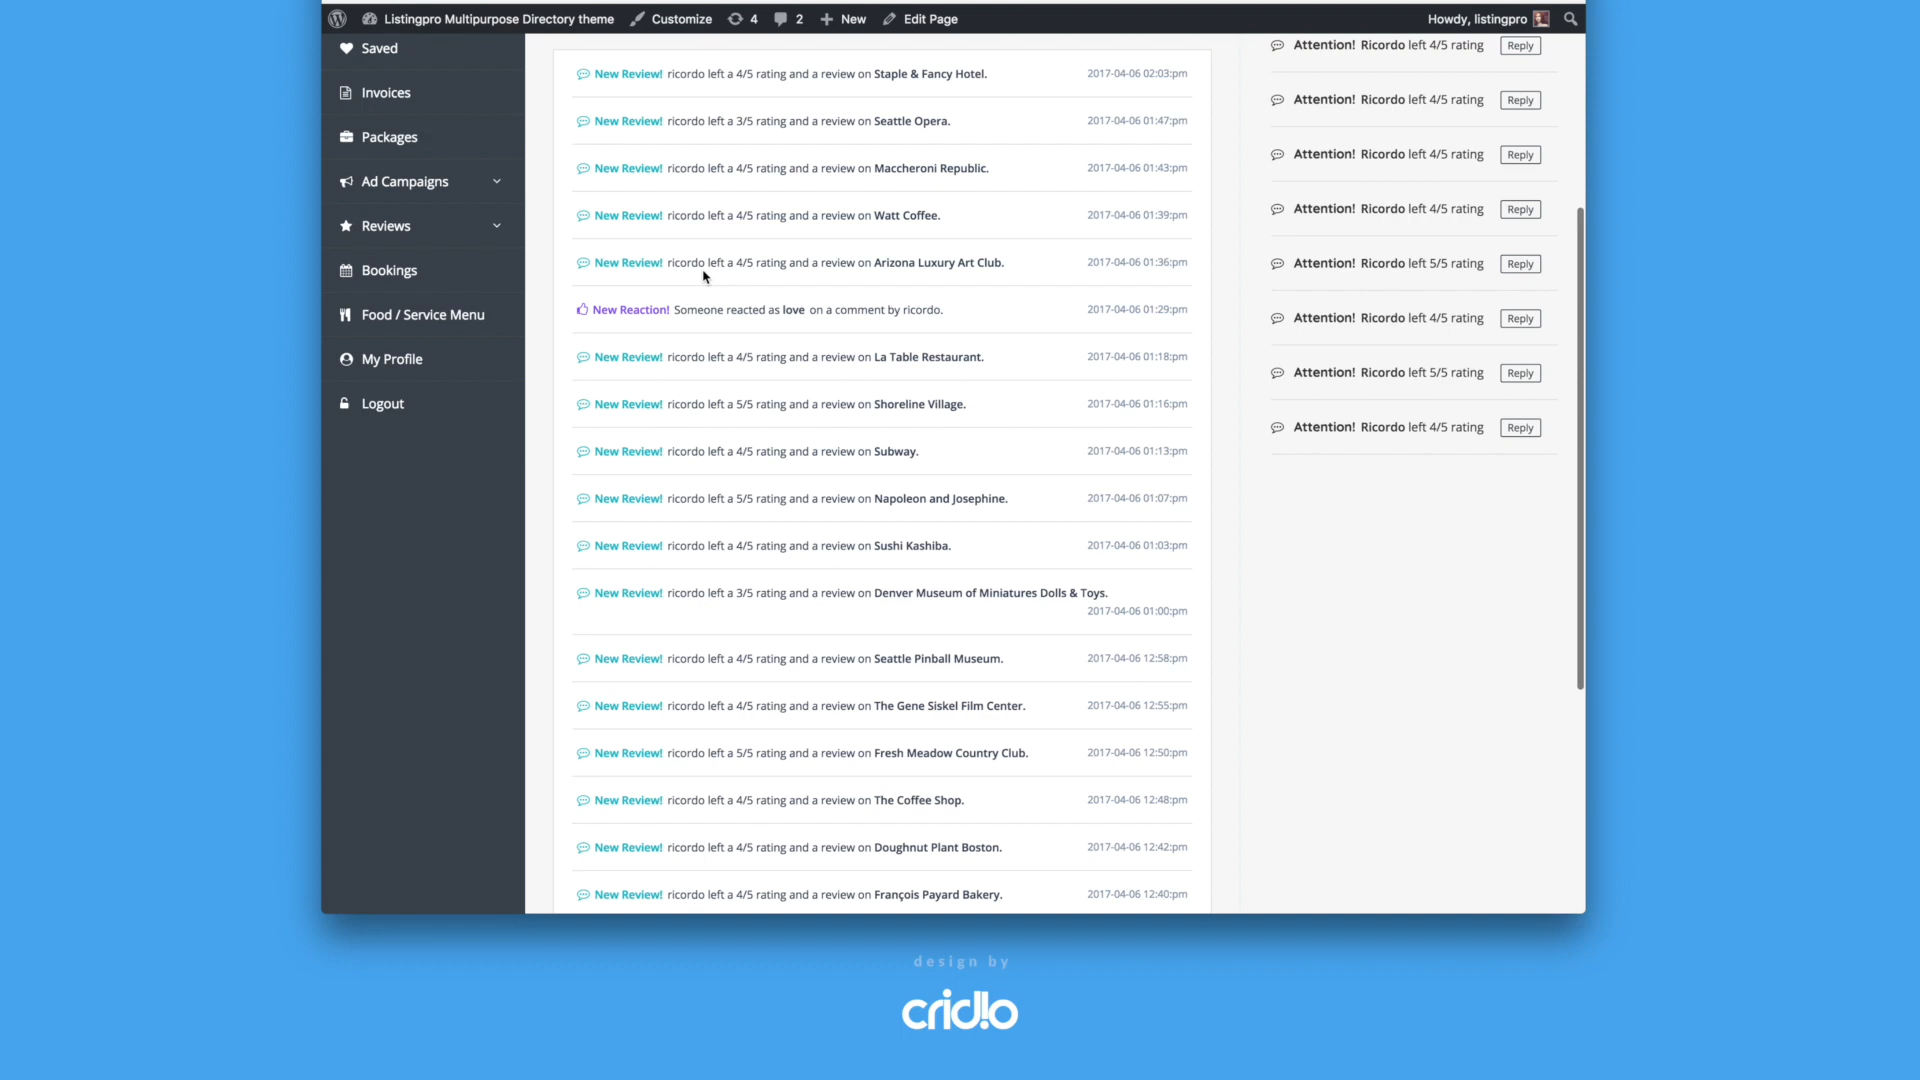 Listingpro Multipurpose Directory theme Customize 4 2 New Edit Page Howdy, listingpro
Saved
Invoices
Packages
Ad Campaigns
Reviews
Bookings
Food / Service Menu
My Profile
Logout
New Review! ricordo left a 4/5 rating and a review on Staple & Fancy Hotel. 2017-04-06 02:03:pm
New Review! ricordo left a 3/5 rating and a review on Seattle Opera. 2017-04-06 01:47:pm
New Review! ricordo left a 4/5 rating and a review on Maccheroni Republic. 2017-04-06 01:43:pm
New Review! ricordo left a 4/5 rating and a review on Watt Coffee. 2017-04-06 01:39:pm
New Review! ricordo left a 4/5 rating and a review on Arizona Luxury Art Club. 2017-04-06 01:36:pm
New Reaction! Someone reacted as love on a comment by ricordo. 2017-04-06 01:29:pm
New Review! ricordo left a 4/5 rating and a review on La Table Restaurant. 2017-04-06 01:18:pm
New Review! ricordo left a 5/5 rating and a review on Shoreline Village. 2017-04-06 01:16:pm
New Review! ricordo left a 4/5 rating and a review on Subway. 2017-04-06 01:13:pm
New Review! ricordo left a 5/5 rating and a review on Napoleon and Josephine. 2017-04-06 01:07:pm
New Review! ricordo left a 4/5 rating and a review on Sushi Kashiba. 2017-04-06 01:03:pm
New Review! ricordo left a 3/5 rating and a review on Denver Museum of Miniatures Dolls & Toys.
2017-04-06 01:00:pm
New Review! ricordo left a 4/5 rating and a review on Seattle Pinball Museum. 2017-04-06 12:58:pm
New Review! ricordo left a 4/5 rating and a review on The Gene Siskel Film Center. 2017-04-06 12:55:pm
New Review! ricordo left a 5/5 rating and a review on Fresh Meadow Country Club. 2017-04-06 12:50:pm
New Review! ricordo left a 4/5 rating and a review on The Coffee Shop. 2017-04-06 12:48:pm
New Review! ricordo left a 4/5 rating and a review on Doughnut Plant Boston. 2017-04-06 12:42:pm
New Review! ricordo left a 4/5 rating and a review on François Payard Bakery. 2017-04-06 12:40:pm
Attention! Ricordo left 4/5 rating Reply
Attention! Ricordo left 4/5 rating Reply
Attention! Ricordo left 4/5 rating Reply
Attention! Ricordo left 4/5 rating Reply
Attention! Ricordo left 5/5 rating Reply
Attention! Ricordo left 4/5 rating Reply
Attention! Ricordo left 5/5 rating Reply
Attention! Ricordo left 4/5 rating Reply
design by
cridio